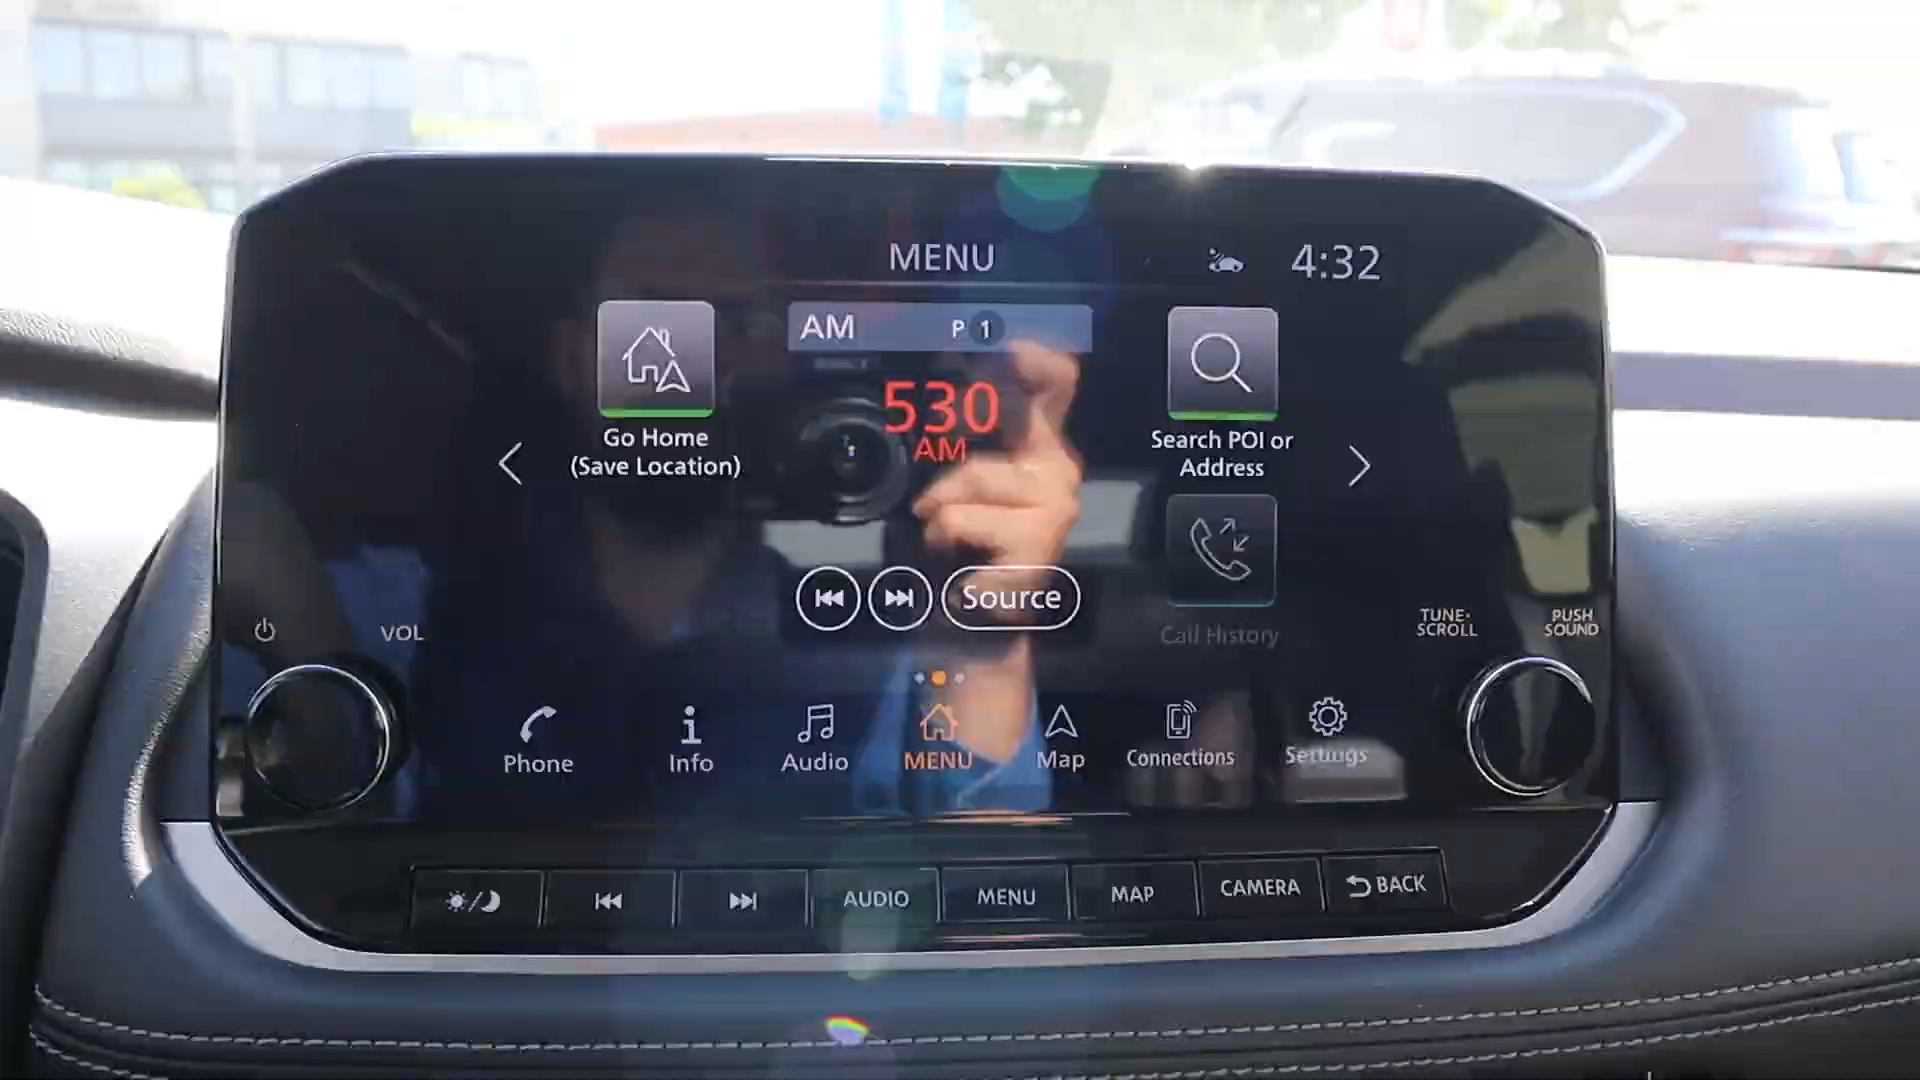 MENU
4:32
AM P 1
530
AM
Go Home
(Save Location)
Search POI or
Address
Source
Call History
VOL
TUNE·
SCROLL
PUSH
SOUND
Phone
Info
Audio
MENU
Map
Connections
Settings
AUDIO
MENU
MAP
CAMERA
BACK